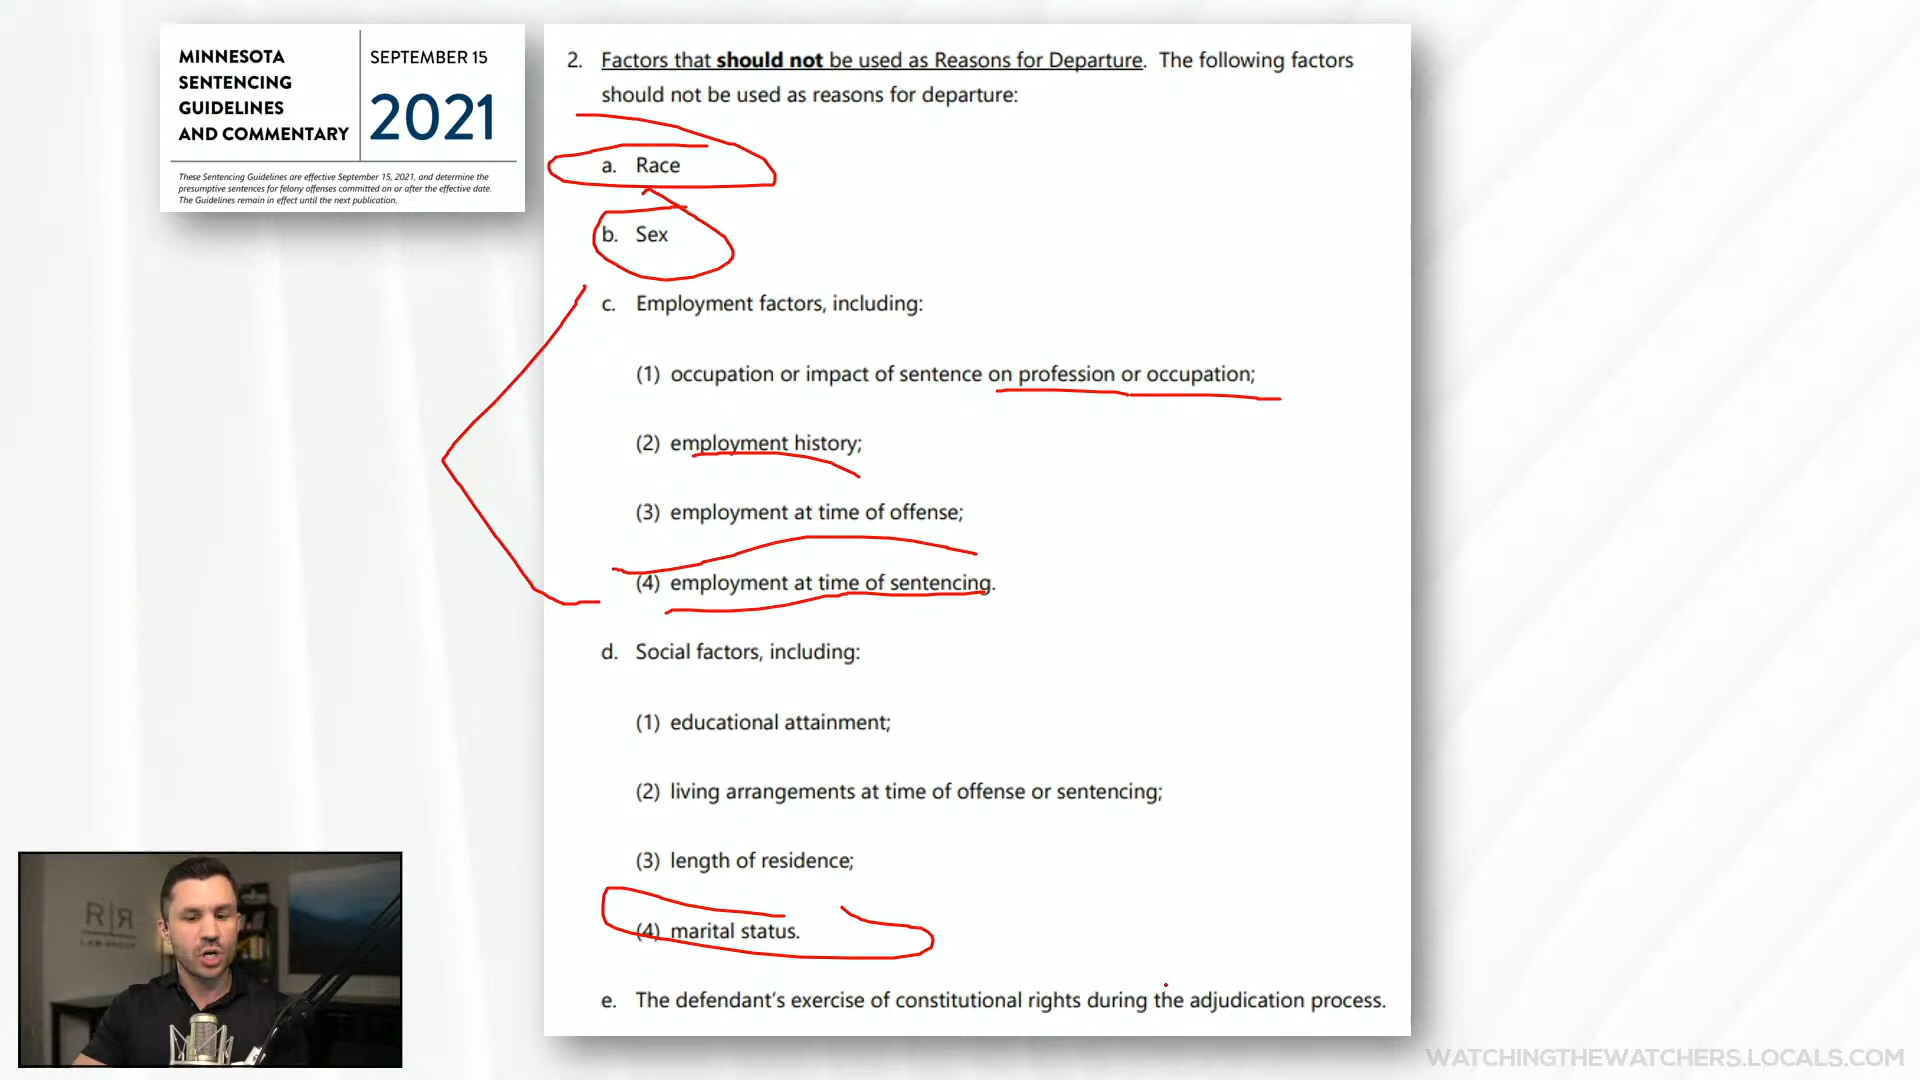 MINNESOTA
SENTENCING
GUIDELINES
AND COMMENTARY
SEPTEMBER 15
2021
These Sentencing Guidelines are effective September 15, 2021, and determine the
presumptive sentences for felony offenses committed on or after the effective date.
The Guidelines remain in effect until the next publication.
2. Factors that should not be used as Reasons for Departure. The following factors
should not be used as reasons for departure:
a. Race
b. Sex
c. Employment factors, including:
(1) occupation or impact of sentence on profession or occupation;
(2) employment history;
(3) employment at time of offense;
(4) employment at time of sentencing.
d. Social factors, including:
(1) educational attainment;
(2) living arrangements at time of offense or sentencing;
(3) length of residence;
(4) marital status.
e. The defendant's exercise of constitutional rights during the adjudication process.
R|R
LAW GROUP
WATCHINGTHEWATCHERS.LOCALS.COM